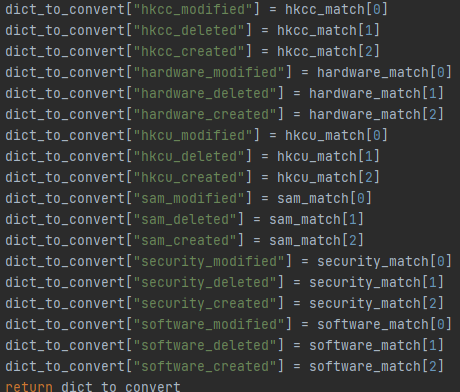 dict_to_convert["hkcc_modified"] = hkcc_match[0]
dict_to_convert["hkcc_deleted"] = hkcc_match[1]
dict_to_convert["hkcc_created"] = hkcc_match[2]
dict_to_convert["hardware_modified"] = hardware_match[0]
dict_to_convert["hardware_deleted"] = hardware_match[1]
dict_to_convert["hardware_created"] = hardware_match[2]
dict_to_convert["hkcu_modified"] = hkcu_match[0]
dict_to_convert["hkcu_deleted"] = hkcu_match[1]
dict_to_convert["hkcu_created"] = hkcu_match[2]
dict_to_convert["sam_modified"] = sam_match[0]
dict_to_convert["sam_deleted"] = sam_match[1]
dict_to_convert["sam_created"] = sam_match[2]
dict_to_convert["security_modified"] = security_match[0]
dict_to_convert["security_deleted"] = security_match[1]
dict_to_convert["security_created"] = security_match[2]
dict_to_convert["software_modified"] = software_match[0]
dict_to_convert["software_deleted"] = software_match[1]
dict_to_convert["software_created"] = software_match[2]
return dict_to_convert